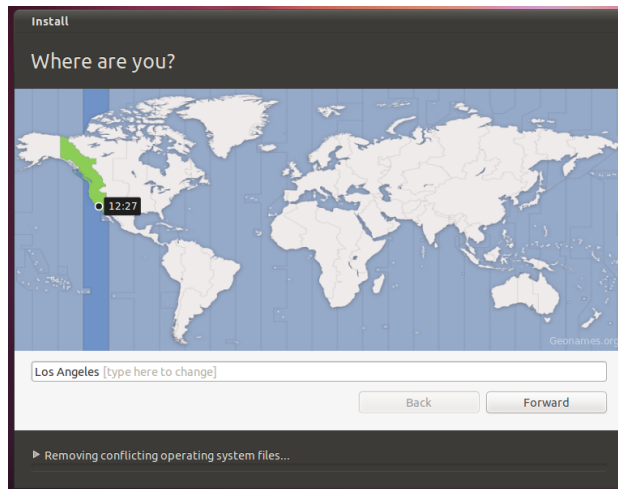 Install
Where are you?
12:27
Geonames.org
Los Angeles [type here to change]
Back Forward
Removing conflicting operating system files...